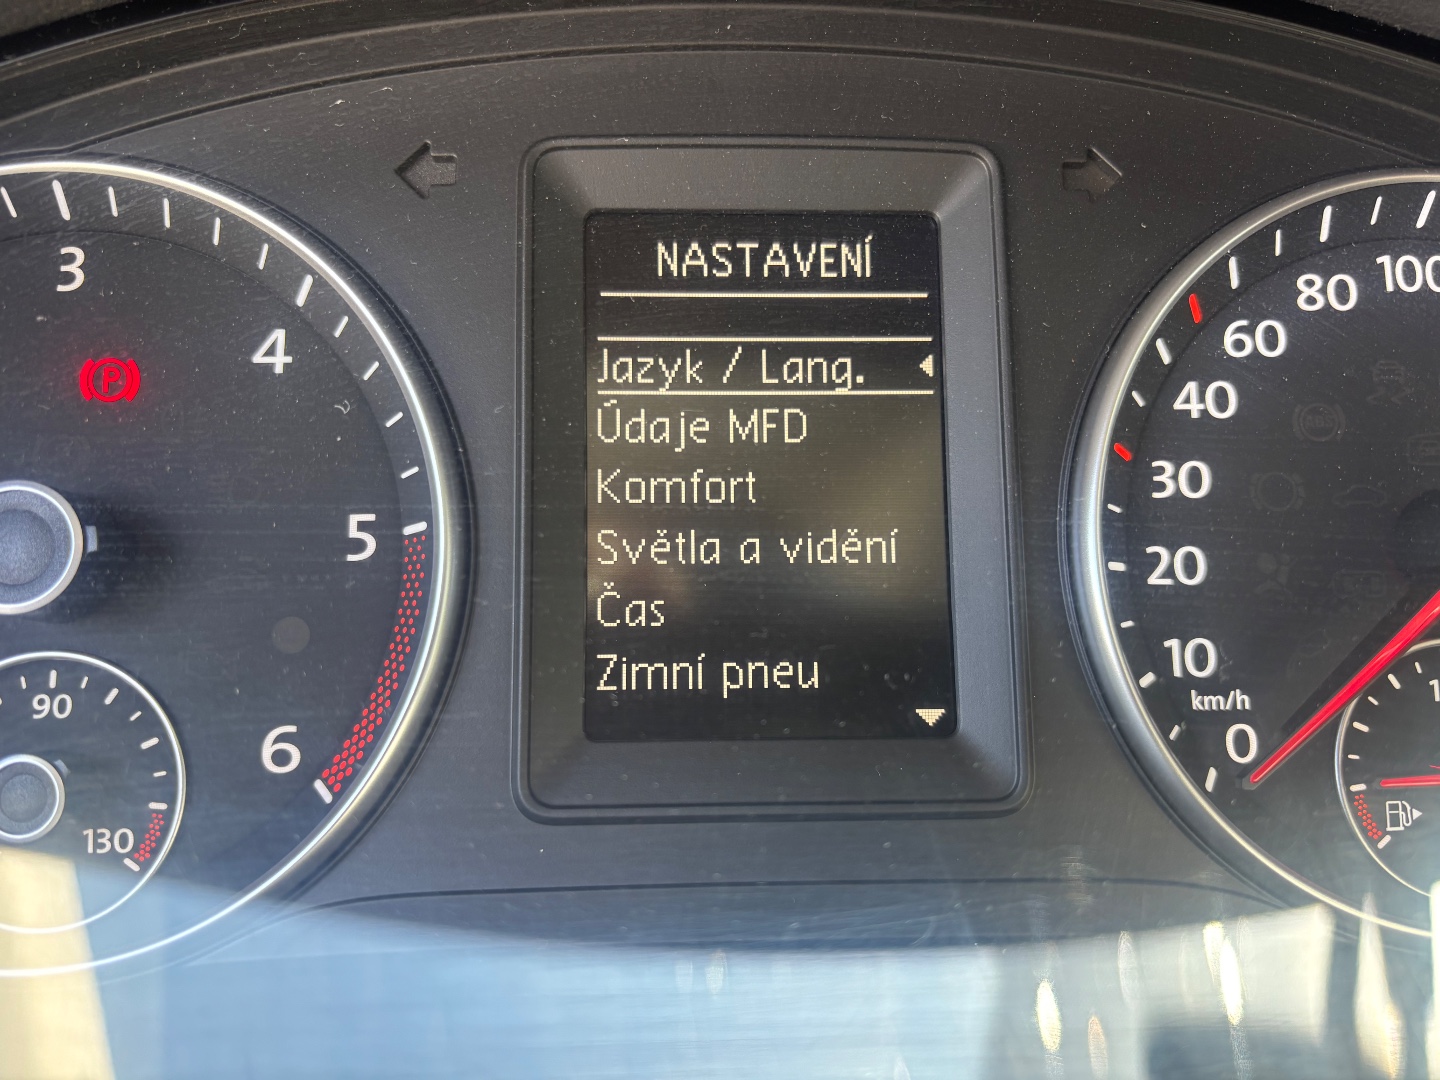 NASTAVENÍ
Jazyk / Lang.
Údaje MFD
Komfort
Světla a vidění
Čas
Zimní pneu
3
4
5
6
P
90
130
100
80
60
40
30
20
10
km/h
0